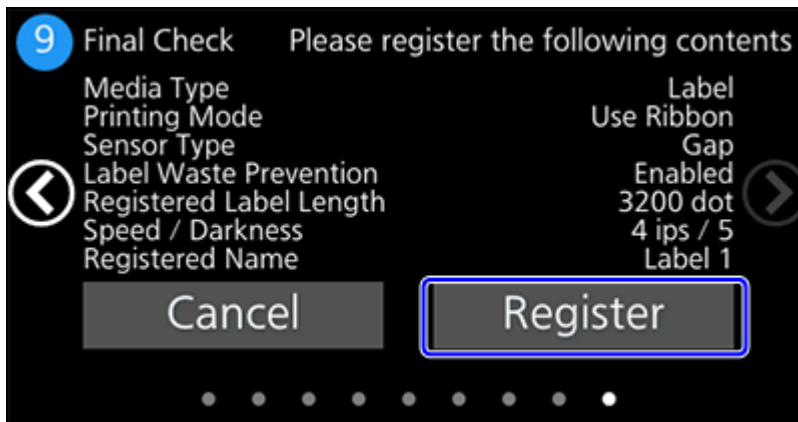 9 Final Check Please register the following contents
Media Type Label
Printing Mode Use Ribbon
Sensor Type Gap
Label Waste Prevention Enabled
Registered Label Length 3200 dot
Speed / Darkness 4 ips / 5
Registered Name Label 1
Cancel Register